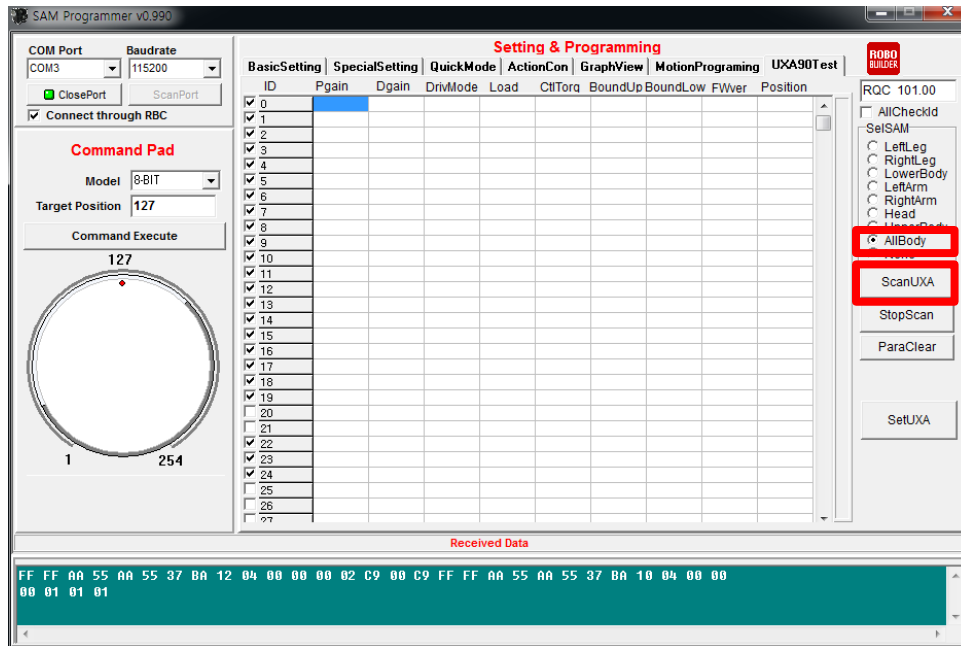 SAM Programmer v0.990
COM Port Baudrate
COM3 115200
ClosePort ScanPort
Connect through RBC
Command Pad
Model 8-BIT
Target Position 127
Command Execute
127
1 254
Setting & Programming
BasicSetting SpecialSetting QuickMode ActionCon GraphView MotionPrograming UXA90Test
ID Pgain Dgain DrivMode Load CtlTorq BoundUp BoundLow FWver Position
0
1
2
3
4
5
6
7
8
9
10
11
12
13
14
15
16
17
18
19
20
21
22
23
24
25
26
27
ROBO
BUILDER
RQC 101.00
AllCheckId
SelSAM
LeftLeg
RightLeg
LowerBody
LeftArm
RightArm
Head
UpperBody
AllBody
None
ScanUXA
StopScan
ParaClear
SetUXA
Received Data
FF FF AA 55 AA 55 37 BA 12 04 00 00 00 02 C9 00 C9 FF FF AA 55 AA 55 37 BA 10 04 00 00
00 01 01 01